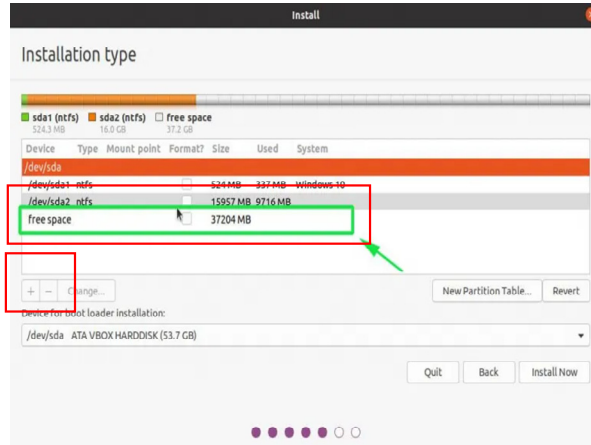 Install
Installation type
sda1 (ntfs) sda2 (ntfs) free space
524.3 MB 16.0 GB 37.2 GB
Device Type Mount point Format? Size Used System
/dev/sda
/dev/sda1 ntfs 524 MB 337 MB Windows 10
/dev/sda2 ntfs 15957 MB 9716 MB
free space 37204 MB
+ - Change... New Partition Table... Revert
Device for boot loader installation:
/dev/sda ATA VBOX HARDDISK (53.7 GB)
Quit Back Install Now